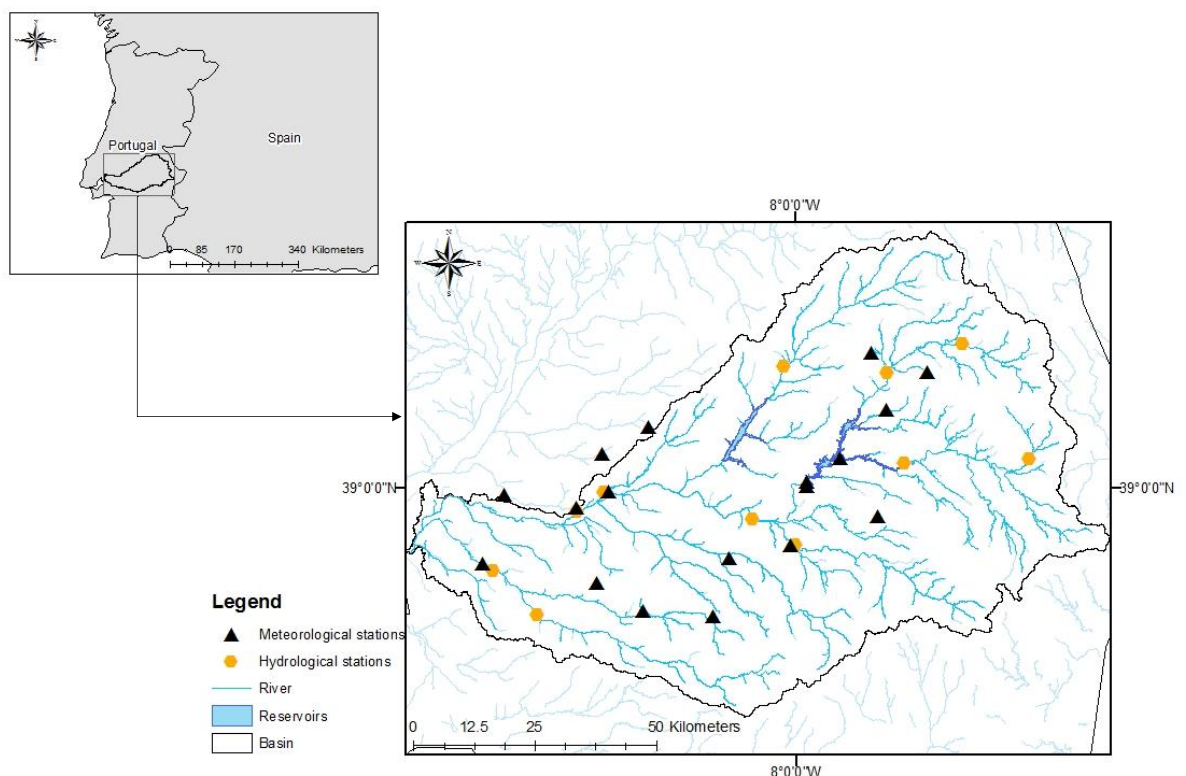 N
W E
S
Spain
Portugal
0 85 170 340 Kilometers
8°0'0"W
N
W E
S
39°0'0"N
39°0'0"N
Legend
Meteorological stations
Hydrological stations
River
Reservoirs
Basin
0 12.5 25 50 Kilometers
8°0'0"W